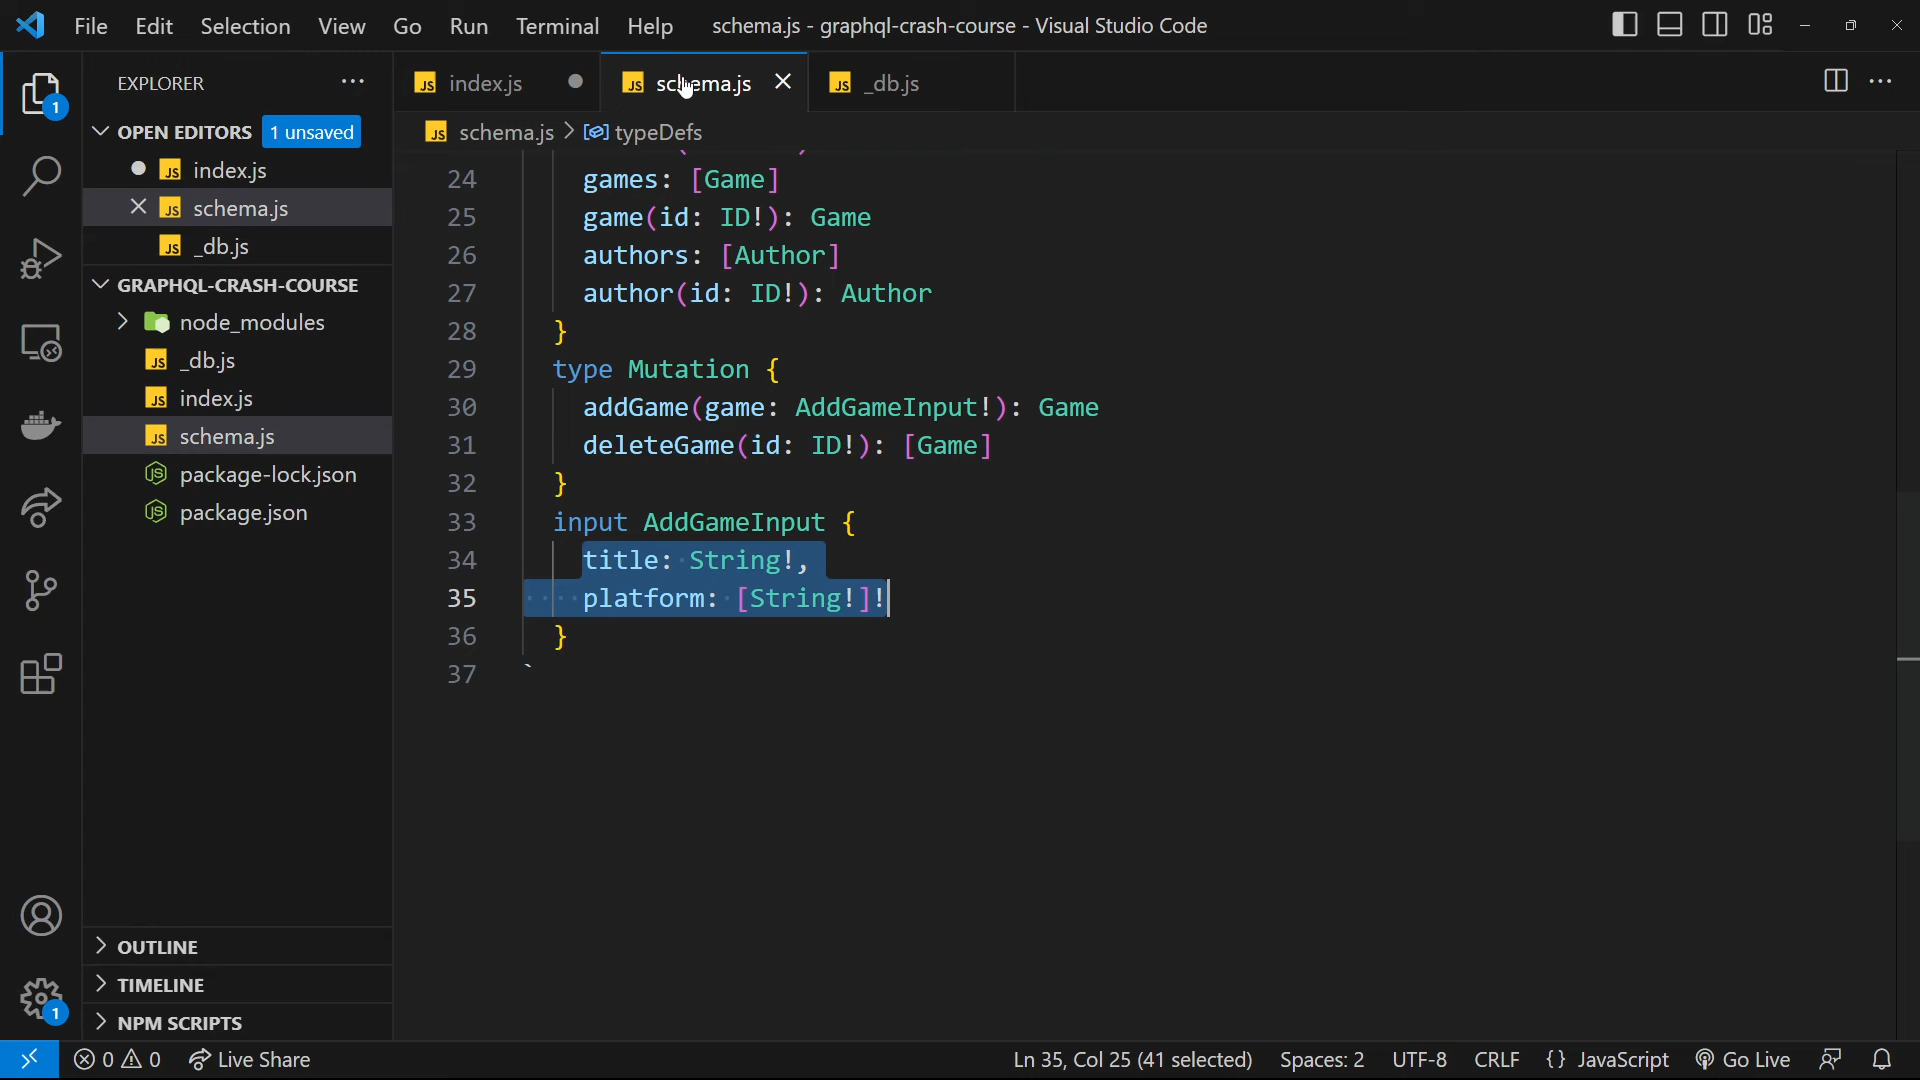 File Edit Selection View Go Run Terminal Help schema.js - graphql-crash-course - Visual Studio Code
EXPLORER
OPEN EDITORS 1 unsaved
index.js
schema.js
_db.js
GRAPHQL-CRASH-COURSE
node_modules
_db.js
index.js
schema.js
package-lock.json
package.json
OUTLINE
TIMELINE
NPM SCRIPTS
1
1
index.js schema.js _db.js
schema.js > typeDefs
24 games: [Game]
25 game(id: ID!): Game
26 authors: [Author]
27 author(id: ID!): Author
28 }
29 type Mutation {
30 addGame(game: AddGameInput!): Game
31 deleteGame(id: ID!): [Game]
32 }
33 input AddGameInput {
34 title: String!,
35 platform: [String!]!
36 }
37 `
0 0 Live Share Ln 35, Col 25 (41 selected) Spaces: 2 UTF-8 CRLF {} JavaScript Go Live